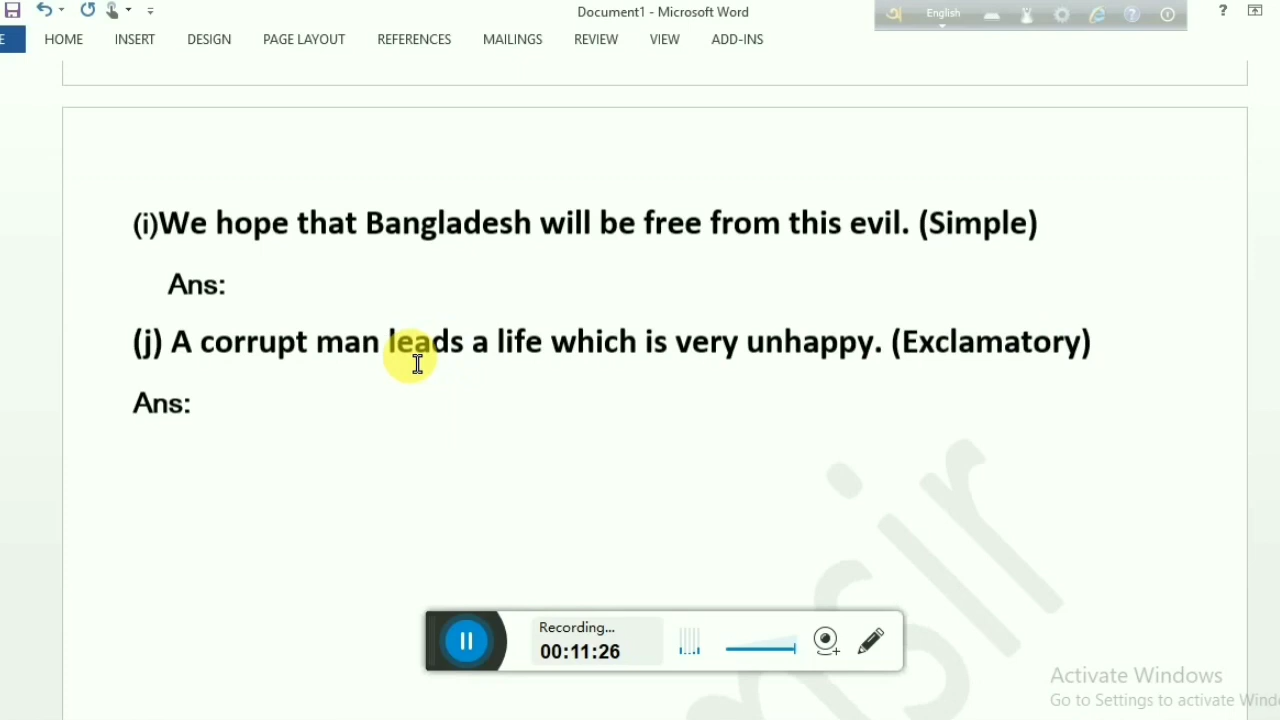 Document1 - Microsoft Word
English
?
HOME INSERT DESIGN PAGE LAYOUT REFERENCES MAILINGS REVIEW VIEW ADD-INS
(i)We hope that Bangladesh will be free from this evil. (Simple)
Ans:
(j) A corrupt man leads a life which is very unhappy. (Exclamatory)
Ans:
Recording...
00:11:26
Activate Windows
Go to Settings to activate